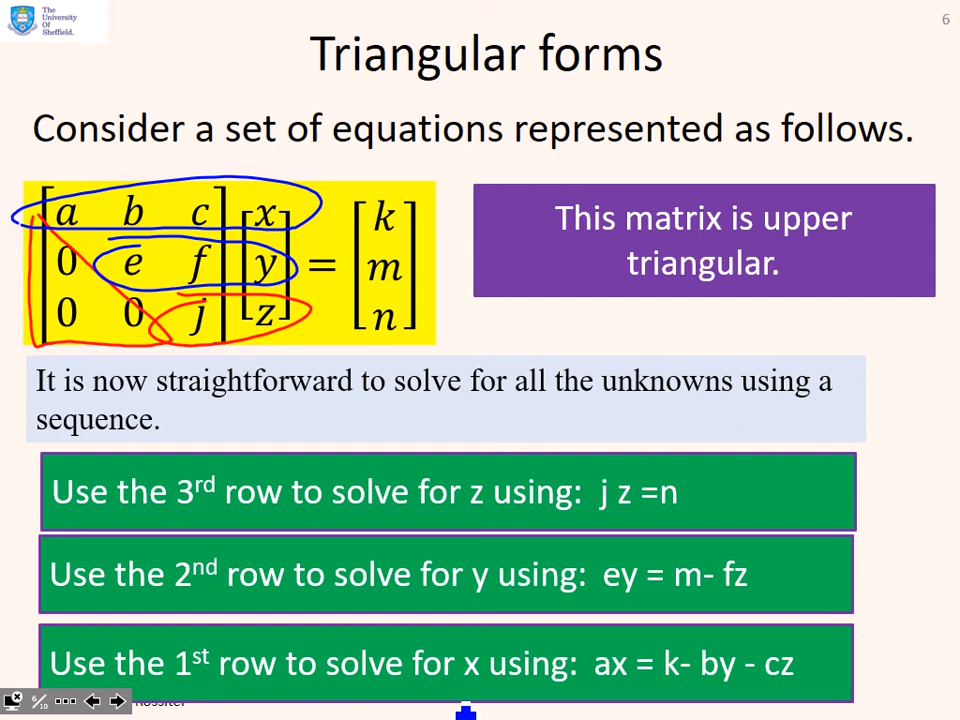 The
University
Of
Sheffield.
6
Triangular forms
Consider a set of equations represented as follows.
a b c x k
0 e f y = m
0 0 j z n
This matrix is upper
triangular.
It is now straightforward to solve for all the unknowns using a
sequence.
Use the 3rd row to solve for z using: j z =n
Use the 2nd row to solve for y using: ey = m- fz
Use the 1st row to solve for x using: ax = k- by - cz
6/10
Rossiter